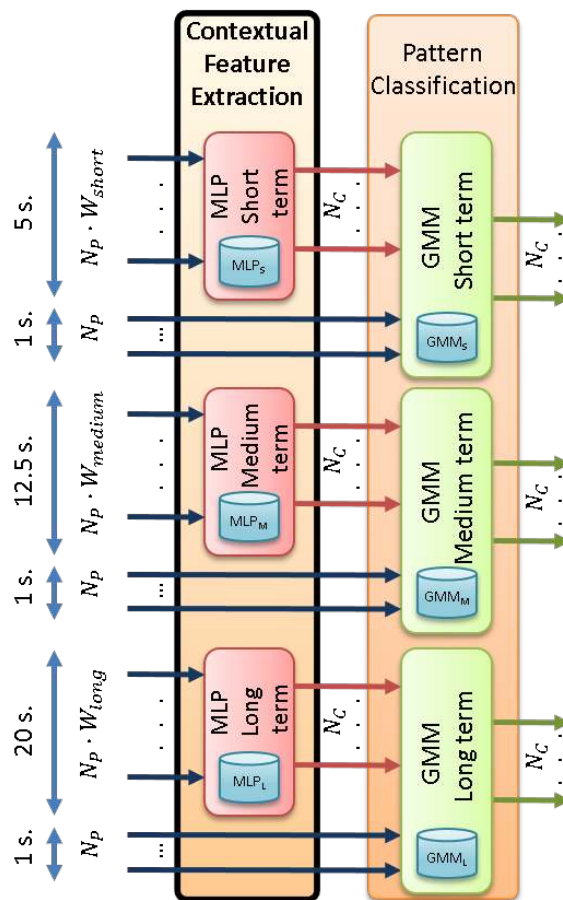 Contextual
Feature
Extraction
Pattern
Classification
5 s.
N_P · W_short
MLP
Short
term
MLP_S
N_C
GMM
Short term
GMM_S
N_C
1 s.
N_P
...
12.5 s.
N_P · W_medium
MLP
Medium
term
MLP_M
N_C
GMM
Medium term
GMM_M
N_C
1 s.
N_P
...
20 s.
N_P · W_long
MLP
Long
term
MLP_L
N_C
GMM
Long term
GMM_L
N_C
1 s.
N_P
...